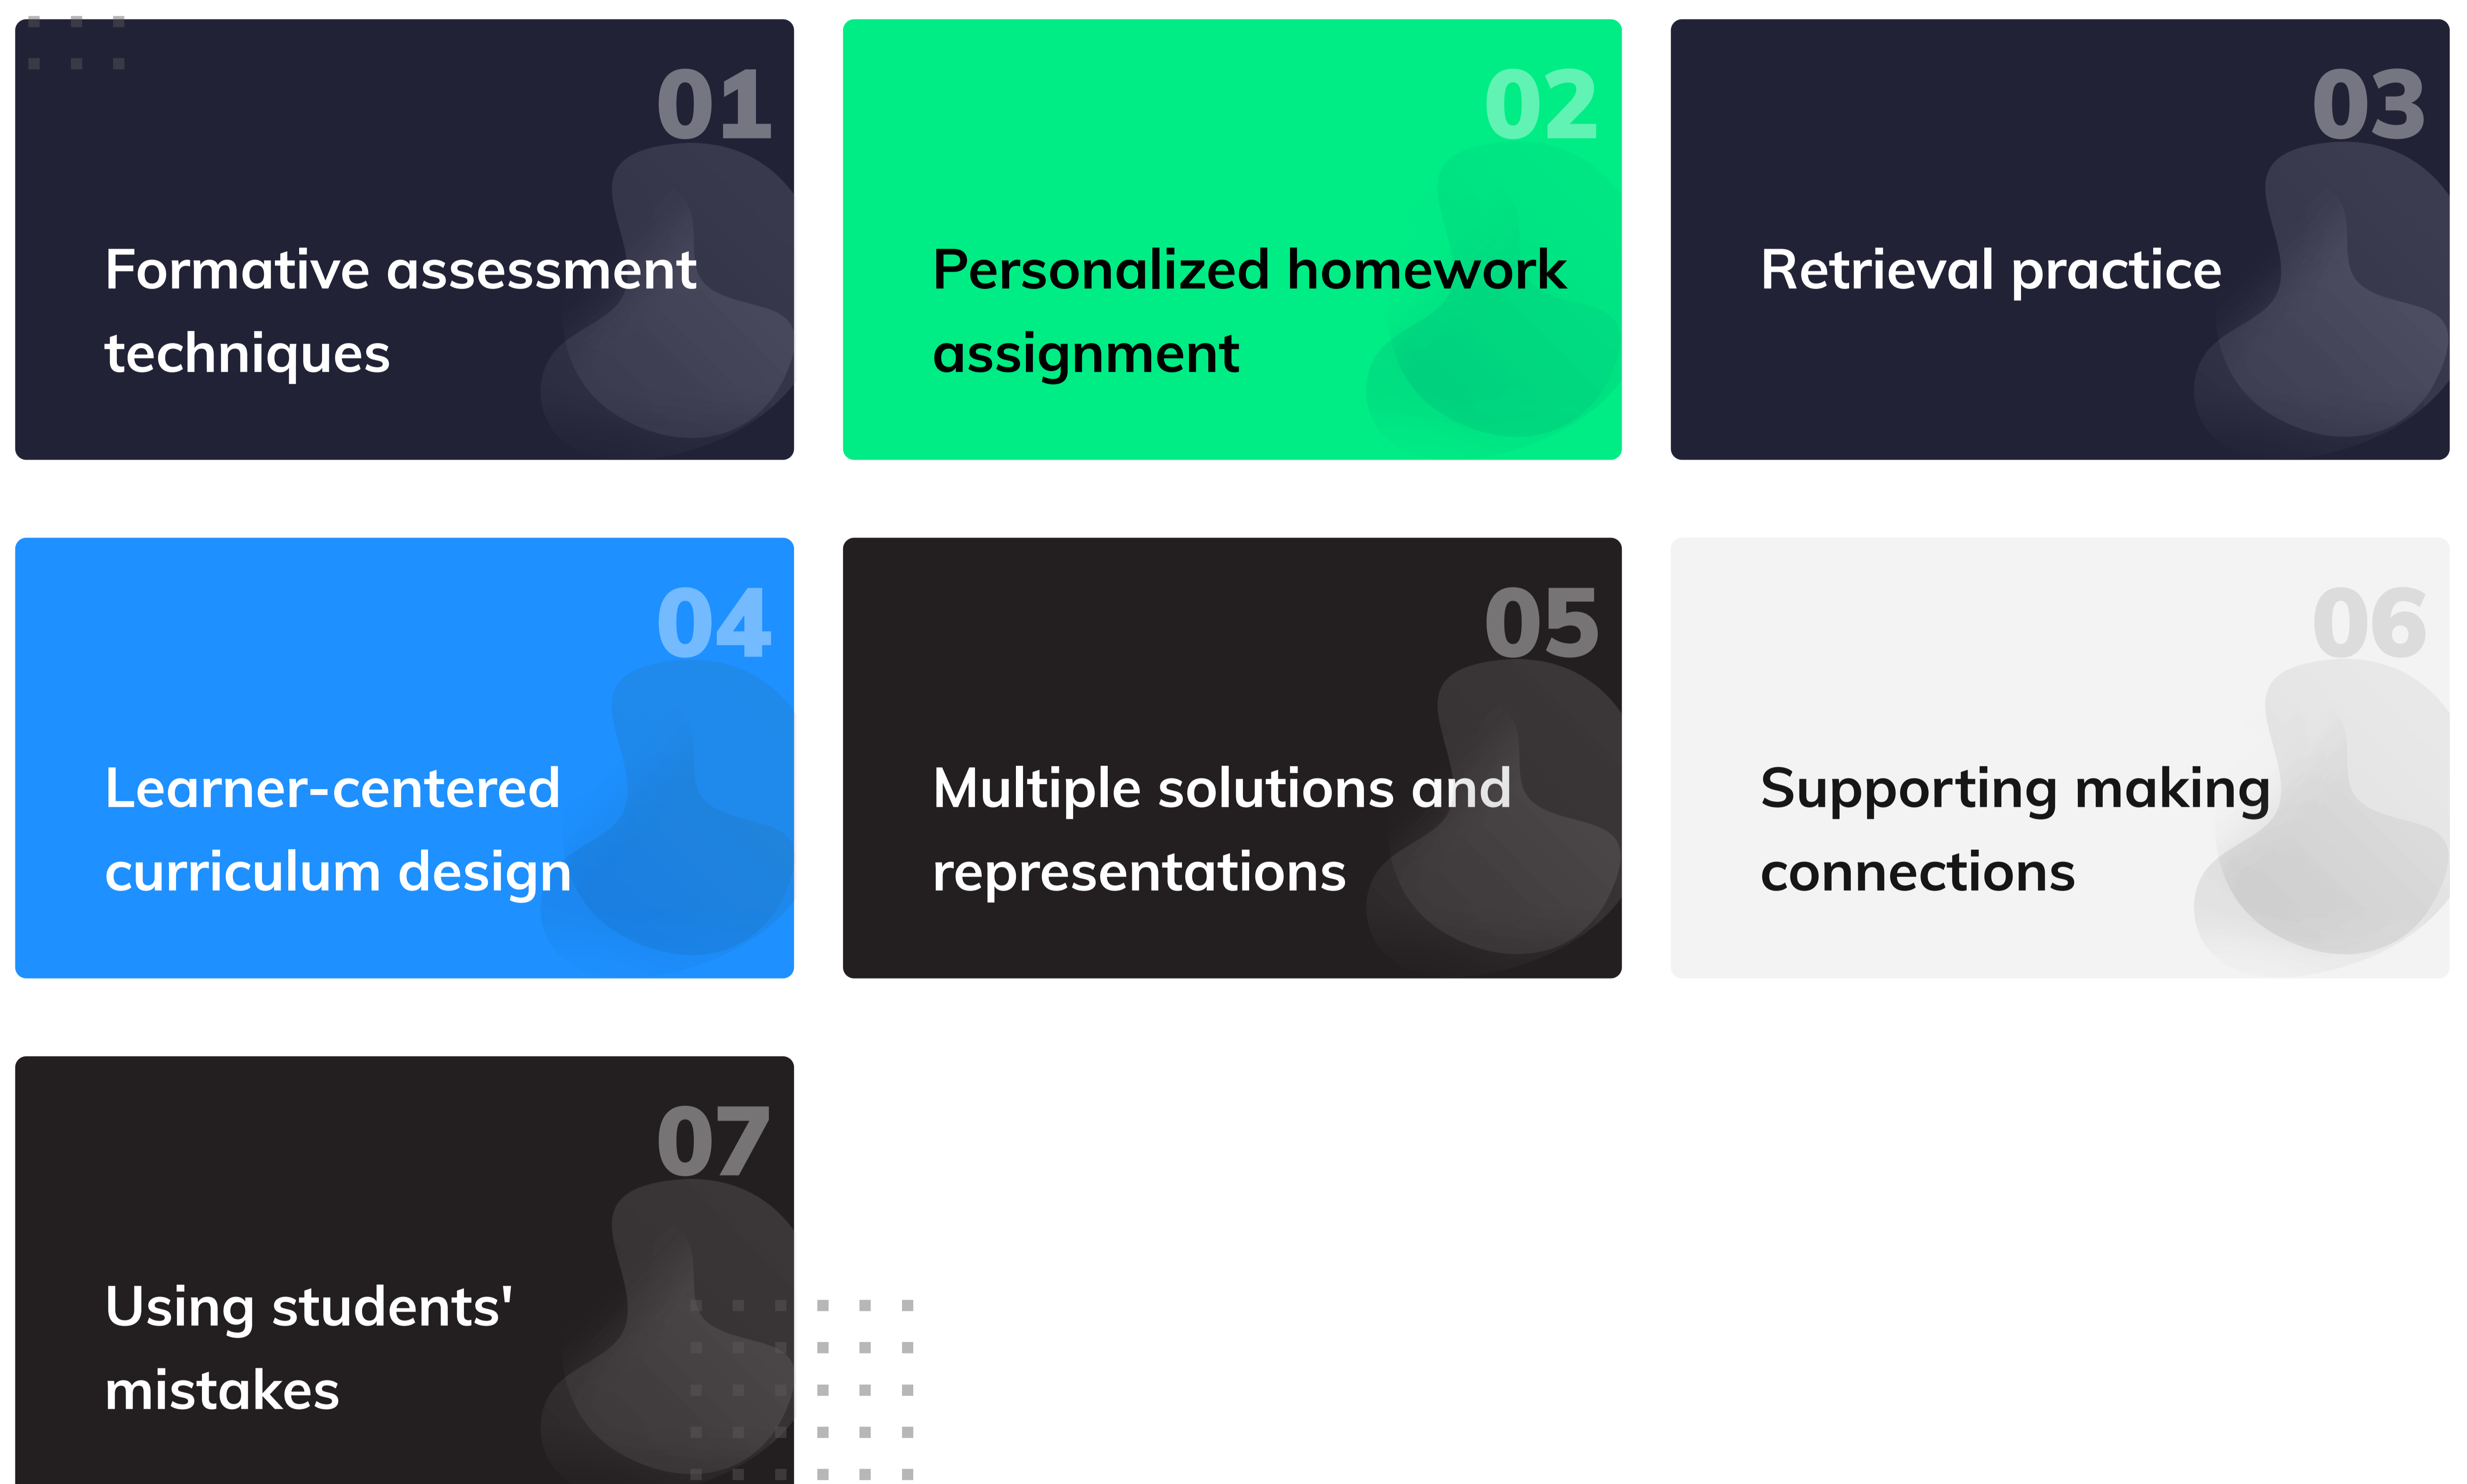 01
Formative assessment
techniques
02
Personalized homework
assignment
03
Retrieval practice
04
Learner-centered
curriculum design
05
Multiple solutions and
representations
06
Supporting making
connections
07
Using students'
mistakes